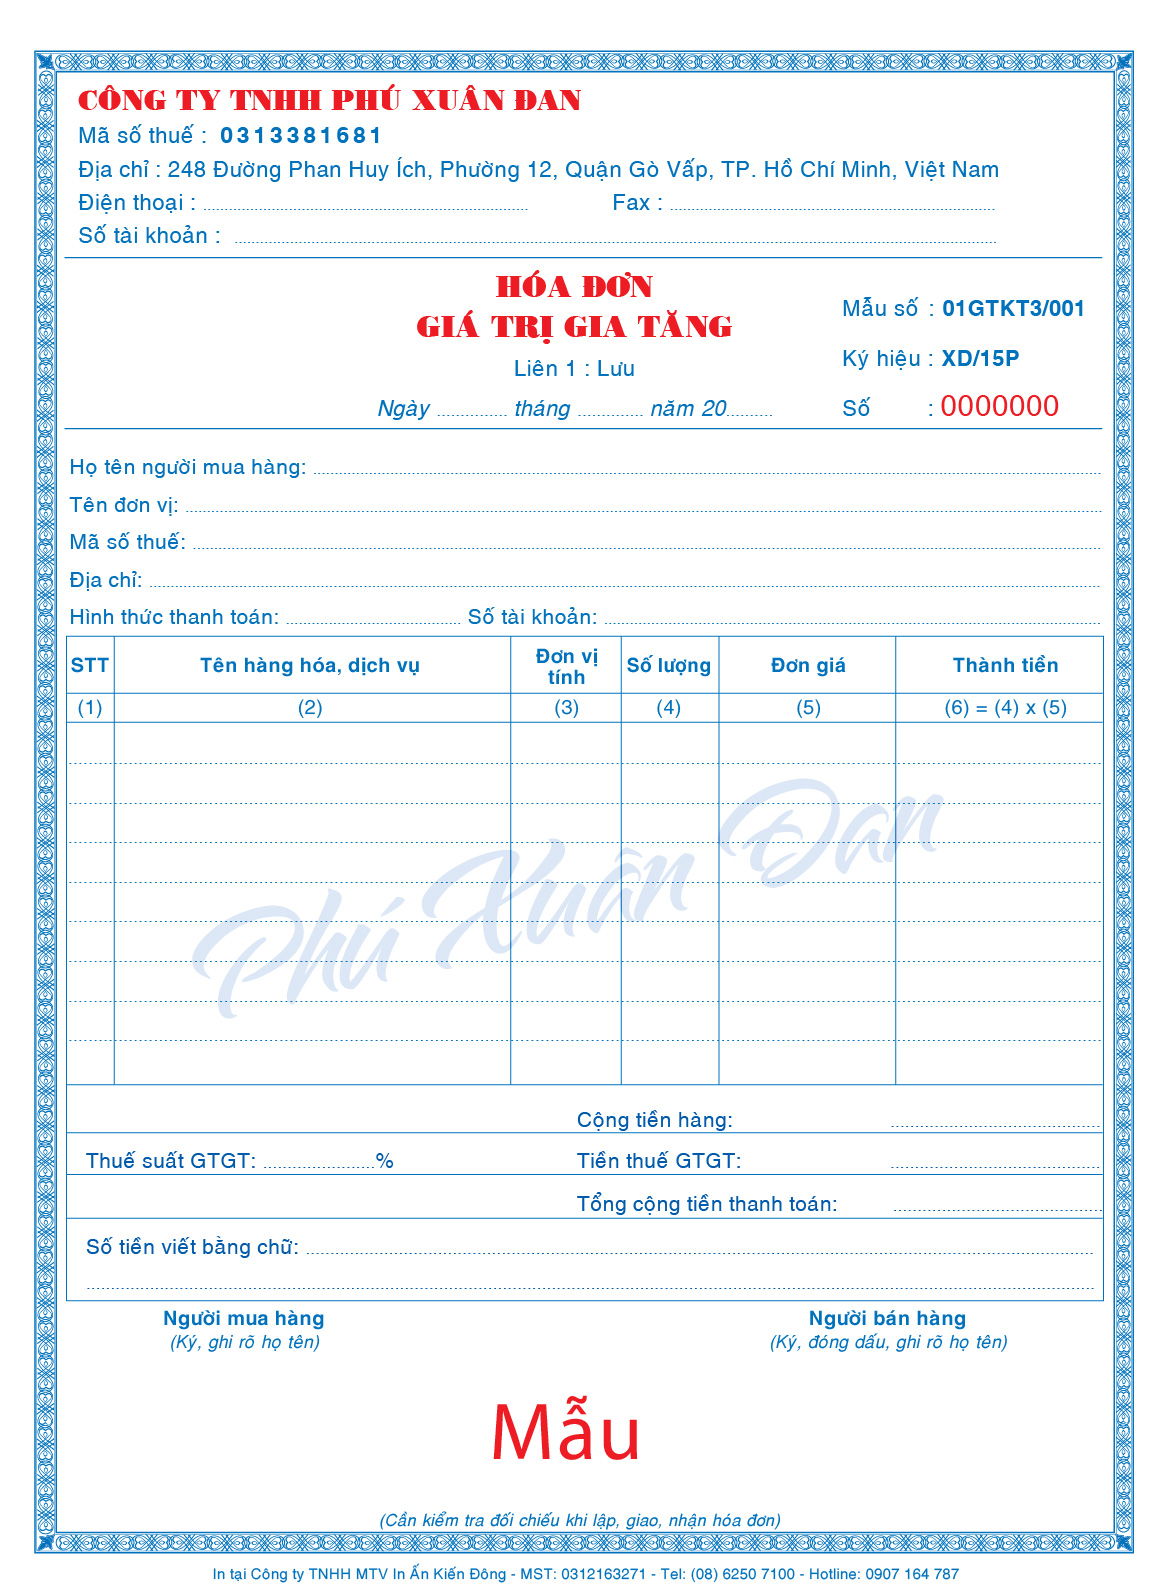 CÔNG TY TNHH PHÚ XUÂN ĐAN
Mã số thuế : 0313381681
Địa chỉ : 248 Đường Phan Huy Ích, Phường 12, Quận Gò Vấp, TP. Hồ Chí Minh, Việt Nam
Điện thoại : Fax :
Số tài khoản :
HÓA ĐƠN
GIÁ TRỊ GIA TĂNG
Liên 1 : Lưu
Ngày tháng năm 20
Mẫu số : 01GTKT3/001
Ký hiệu : XD/15P
Số : 0000000
Họ tên người mua hàng:
Tên đơn vị:
Mã số thuế:
Địa chỉ:
Hình thức thanh toán: Số tài khoản:
STT Tên hàng hóa, dịch vụ Đơn vị tính Số lượng Đơn giá Thành tiền
(1) (2) (3) (4) (5) (6) = (4) x (5)
Phú Xuân Đan
Cộng tiền hàng:
Thuế suất GTGT: % Tiền thuế GTGT:
Tổng cộng tiền thanh toán:
Số tiền viết bằng chữ:
Người mua hàng Người bán hàng
(Ký, ghi rõ họ tên) (Ký, đóng dấu, ghi rõ họ tên)
Mẫu
(Cần kiểm tra đối chiếu khi lập, giao, nhận hóa đơn)
In tại Công ty TNHH MTV In Ấn Kiến Đông - MST: 0312163271 - Tel: (08) 6250 7100 - Hotline: 0907 164 787